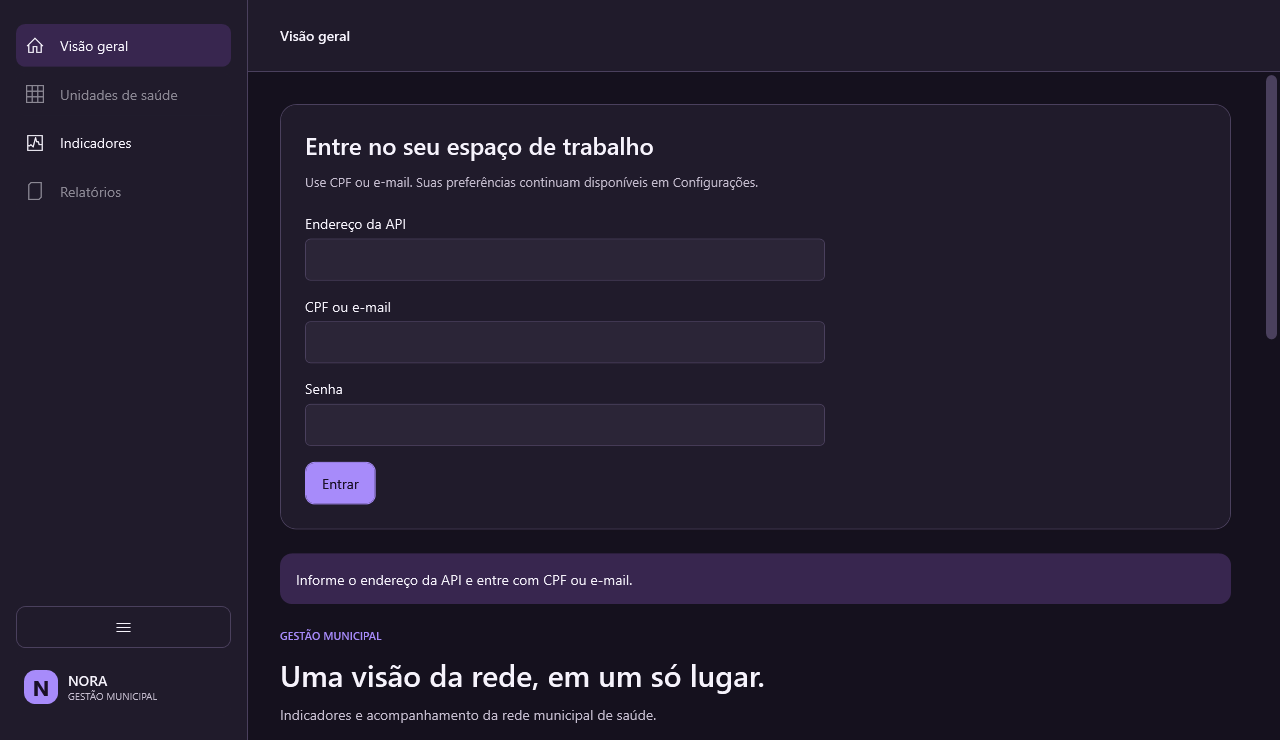 Visão geral
Unidades de saúde
Indicadores
Relatórios
N
NORA
GESTÃO MUNICIPAL
Visão geral
Entre no seu espaço de trabalho
Use CPF ou e-mail. Suas preferências continuam disponíveis em Configurações.
Endereço da API
CPF ou e-mail
Senha
Entrar
Informe o endereço da API e entre com CPF ou e-mail.
GESTÃO MUNICIPAL
Uma visão da rede, em um só lugar.
Indicadores e acompanhamento da rede municipal de saúde.